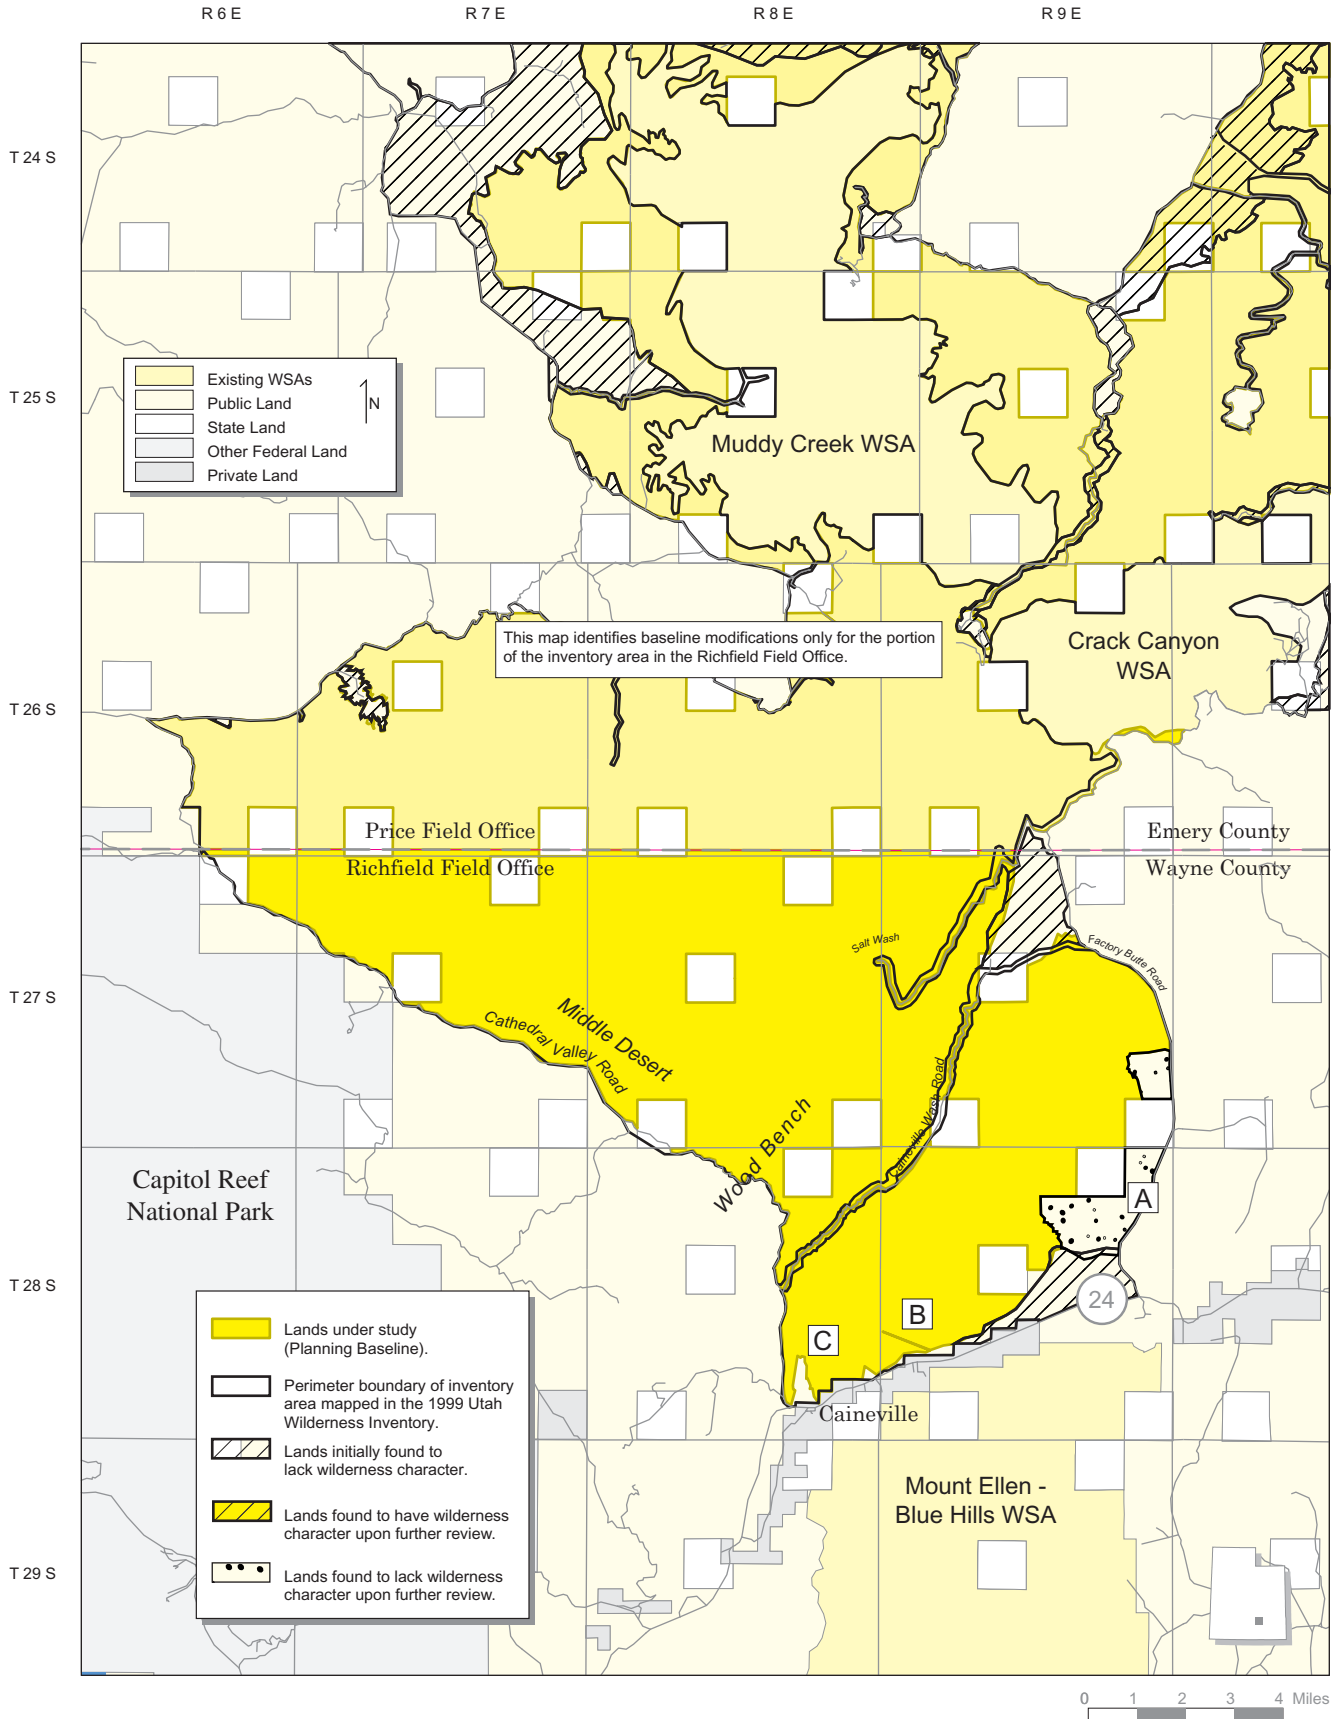 R 6 E
R 7 E
R 8 E
R 9 E
T 24 S
T 25 S
Existing WSAs
Public Land
State Land
Other Federal Land
Private Land
N
Muddy Creek WSA
This map identifies baseline modifications only for the portion
of the inventory area in the Richfield Field Office.
Crack Canyon
WSA
T 26 S
Price Field Office
Richfield Field Office
Emery County
Wayne County
Salt Wash
Factory Butte Road
T 27 S
Middle Desert
Cathedral Valley Road
Caineville Wash Road
Wood Bench
Capitol Reef
National Park
A
T 28 S
24
B
C
Caineville
Lands under study
(Planning Baseline).
Perimeter boundary of inventory
area mapped in the 1999 Utah
Wilderness Inventory.
Lands initially found to
lack wilderness character.
Lands found to have wilderness
character upon further review.
Lands found to lack wilderness
character upon further review.
Mount Ellen -
Blue Hills WSA
T 29 S
0 1 2 3 4 Miles